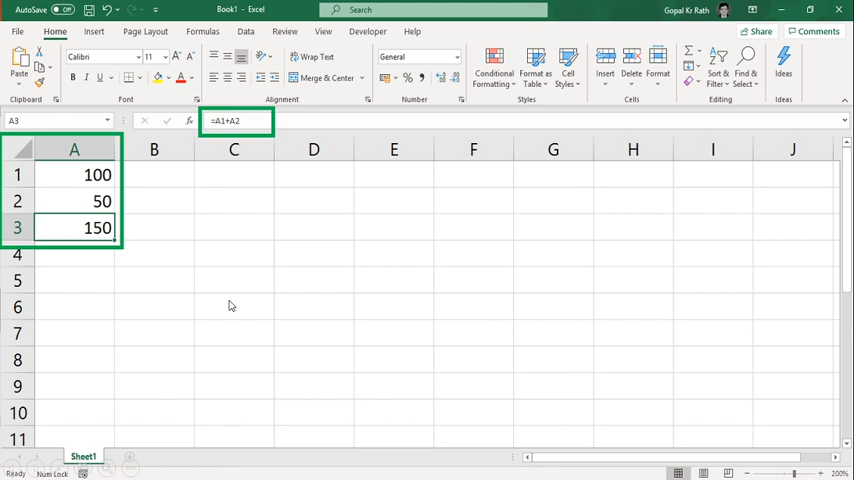 AutoSave Off Book1 - Excel Search Gopal Kr Rath
File Home Insert Page Layout Formulas Data Review View Developer Help Share Comments
Paste Calibri 11 A A Wrap Text General Conditional Formatting Format as Table Cell Styles Insert Delete Format Sort & Filter Find & Select Ideas
B I U Merge & Center % 
Clipboard Font Alignment Number Styles Cells Editing Ideas
A3 fx =A1+A2
A B C D E F G H I J
1 100
2 50
3 150
4
5
6
7
8
9
10
11
Sheet1
Ready Num Lock 200%